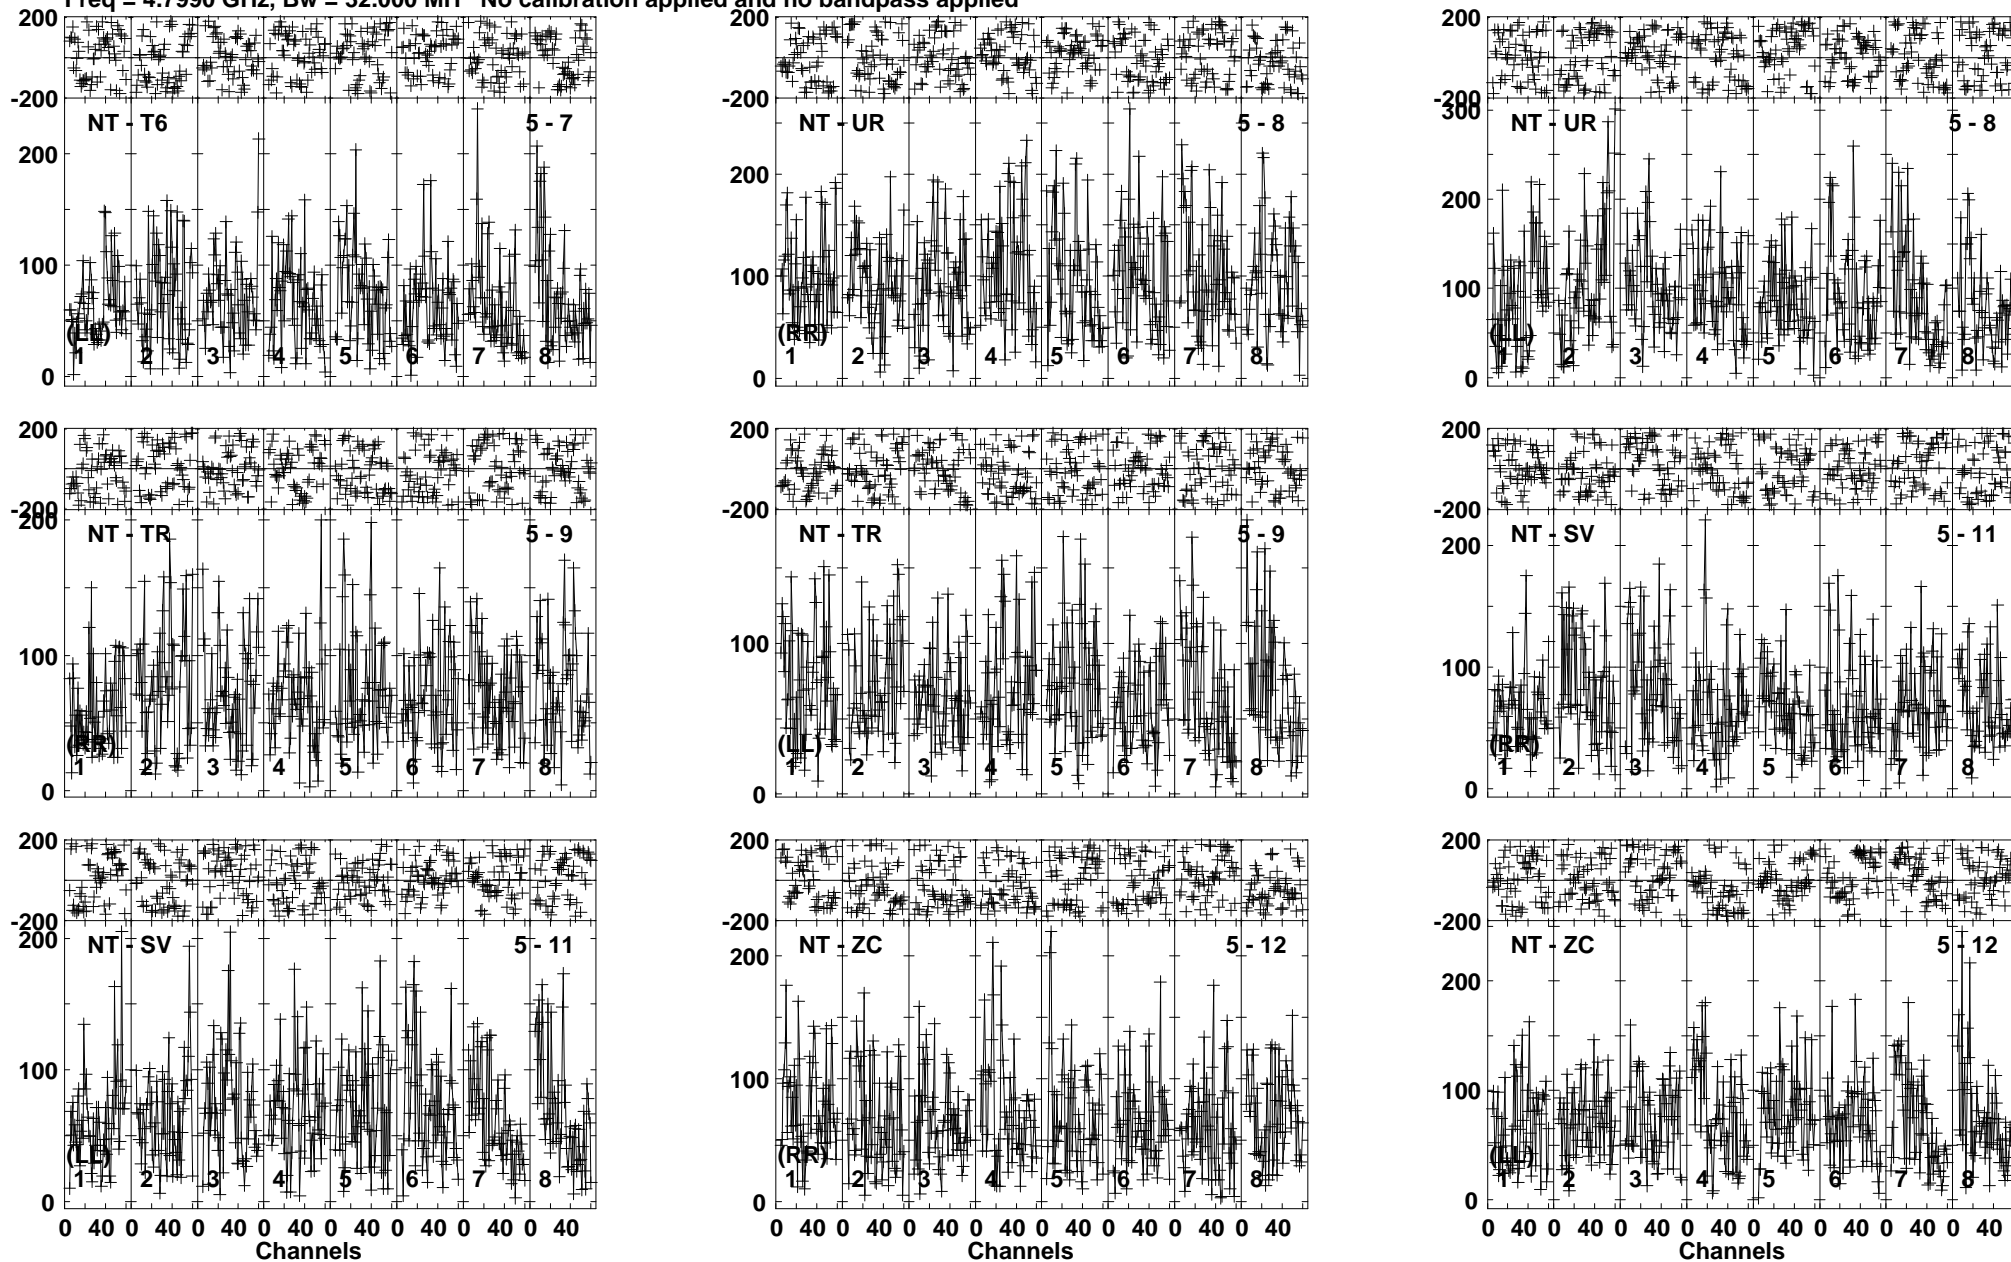 Freq = 4.7990 GHz, Bw = 32.000 MH No calibration applied and no bandpass applied
200 200 200
-200 -200 -200
NT - T6 5 - 7 NT - UR 5 - 8 300 NT - UR 5 - 8
200 200 200
100 100 100
(LL) (RR) (LL)
1 2 3 4 5 6 7 8 1 2 3 4 5 6 7 8 1 2 3 4 5 6 7 8
0 0 0
200 200 200
-200 -200 -200
200 NT - TR 5 - 9 NT - TR 5 - 9 NT - SV 5 - 11
200
100 100 100
(RR) (LL) (RR)
1 2 3 4 5 6 7 8 1 2 3 4 5 6 7 8 1 2 3 4 5 6 7 8
0 0 0
200 200 200
-200 -200 -200
200 NT - SV 5 - 11 NT - ZC 5 - 12 NT - ZC 5 - 12
200 200
100 100 100
(LL) (RR) (LL)
1 2 3 4 5 6 7 8 1 2 3 4 5 6 7 8 1 2 3 4 5 6 7 8
0 0 0
0 40 0 40 0 40 0 40 0 40 0 40 0 40 0 40 0 40 0 40 0 40 0 40 0 40 0 40 0 40 0 40 0 40 0 40 0 40 0 40 0 40 0 40 0 40 0 40
Channels Channels Channels